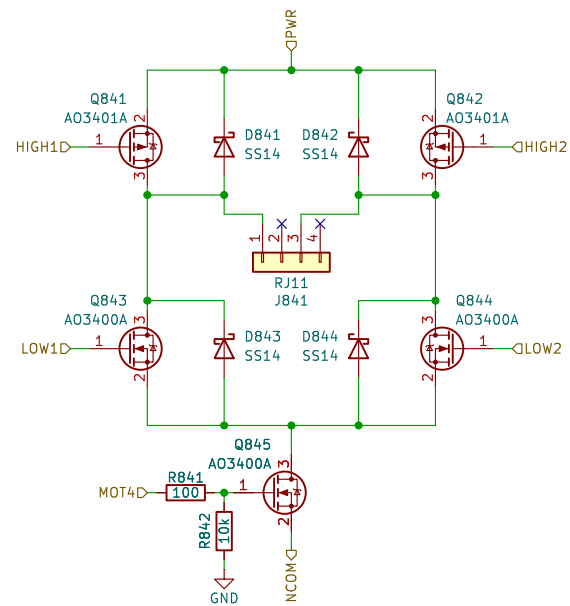 PWR
Q841
AO3401A
2
1
3
HIGH1
D841
SS14
D842
SS14
Q842
AO3401A
2
1
3
HIGH2
1
2
3
4
RJ11
J841
Q843
AO3400A
3
1
2
LOW1
D843
SS14
D844
SS14
Q844
AO3400A
3
1
2
LOW2
Q845
AO3400A
3
1
2
R841
100
MOT4
R842
10k
GND
NCOM